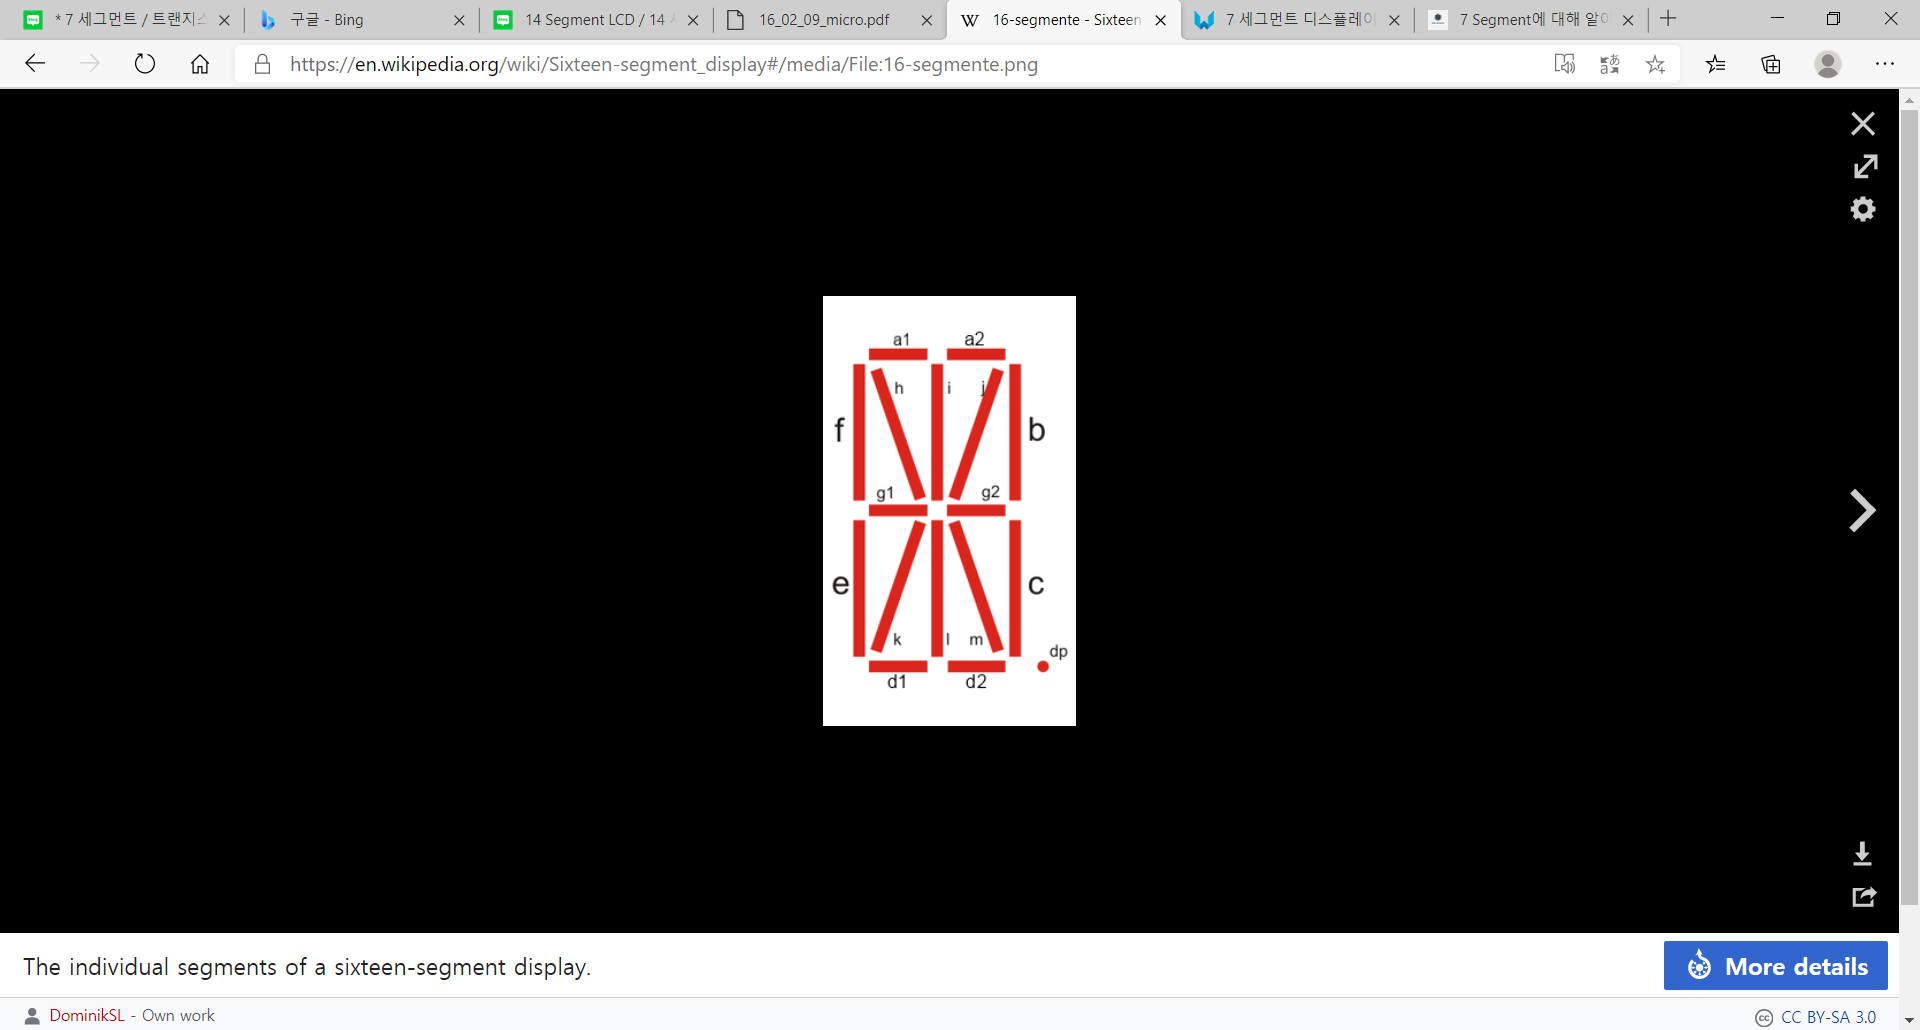 * 7 세그먼트 / 트랜지스
구글 - Bing
14 Segment LCD / 14
16_02_09_micro.pdf
16-segmente - Sixteen
7 세그먼트 디스플레이
7 Segment에 대해 알아
https://en.wikipedia.org/wiki/Sixteen-segment_display#/media/File:16-segmente.png
a1 a2
h i j
f b
g1 g2
e c
k l m
dp
d1 d2
The individual segments of a sixteen-segment display.
More details
DominikSL - Own work
CC BY-SA 3.0